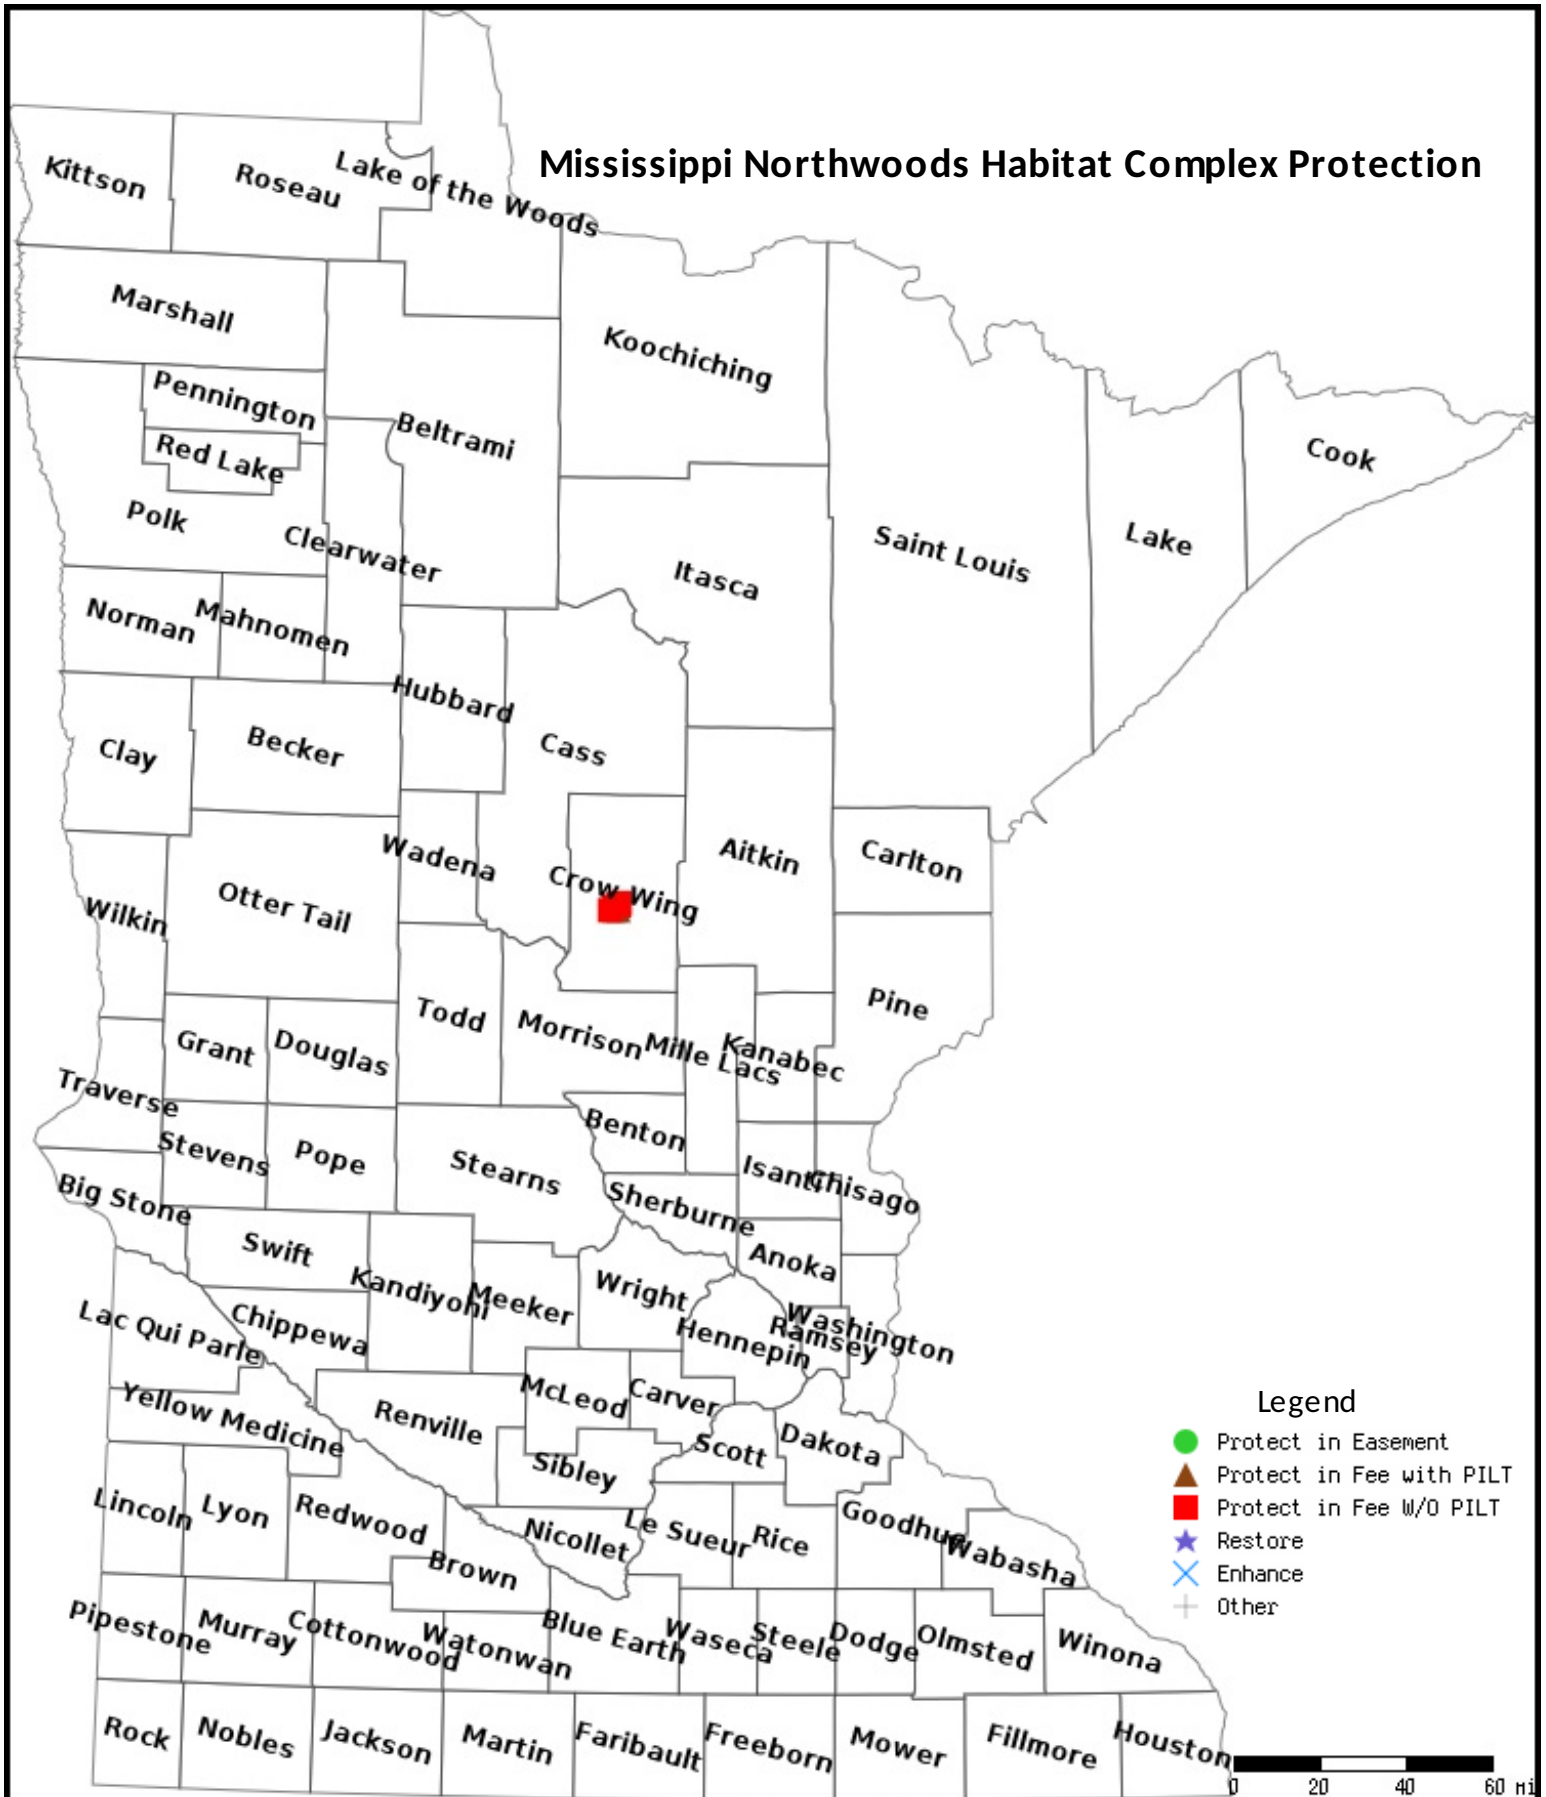 Mississippi Northwoods Habitat Complex Protection
Kittson
Roseau
Lake of the Woods
Marshall
Koochiching
Pennington
Beltrami
Red Lake
Cook
Polk
Clearwater
Saint Louis
Lake
Itasca
Norman
Mahnomen
Hubbard
Clay
Becker
Cass
Wadena
Aitkin
Carlton
Crow Wing
Otter Tail
Wilkin
Pine
Todd
Morrison
Mille Lacs
Kanabec
Grant
Douglas
Traverse
Benton
Stevens
Pope
Stearns
Isanti
Chisago
Big Stone
Sherburne
Swift
Anoka
Kandiyohi
Meeker
Wright
Lac Qui Parle
Chippewa
Hennepin
Ramsey
Washington
McLeod
Carver
Yellow Medicine
Renville
Scott
Dakota
Sibley
Lincoln
Lyon
Redwood
Nicollet
Le Sueur
Rice
Goodhue
Wabasha
Brown
Pipestone
Murray
Cottonwood
Watonwan
Blue Earth
Waseca
Steele
Dodge
Olmsted
Winona
Rock
Nobles
Jackson
Martin
Faribault
Freeborn
Mower
Fillmore
Houston
Legend
Protect in Easement
Protect in Fee with PILT
Protect in Fee W/O PILT
Restore
Enhance
Other
0 20 40 60 mi